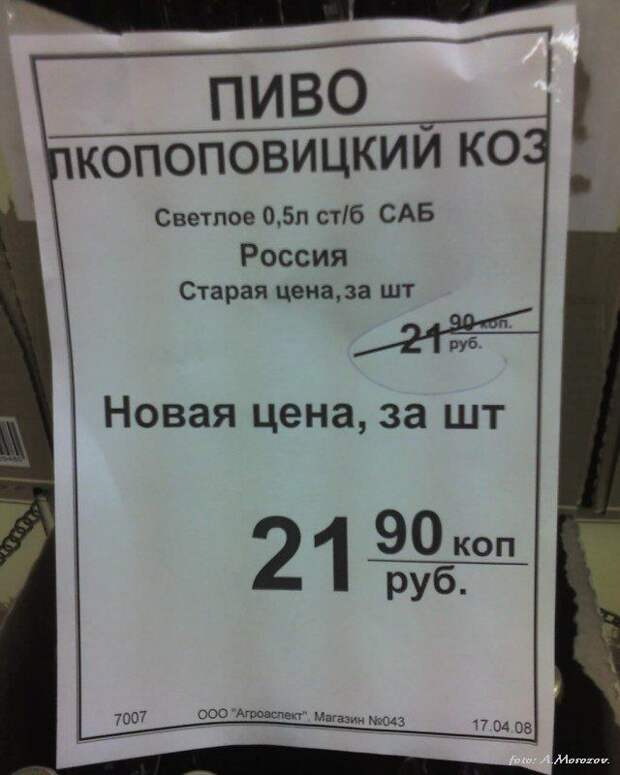 ПИВО
ЛКОПОПОВИЦКИЙ КОЗ
Светлое 0,5л ст/б САБ
Россия
Старая цена,за шт
21 90 коп.
руб.
Новая цена, за шт
21 90 коп
руб.
7007 ООО "Агроаспект", Магазин №043 17.04.08
foto: A.Morozov.